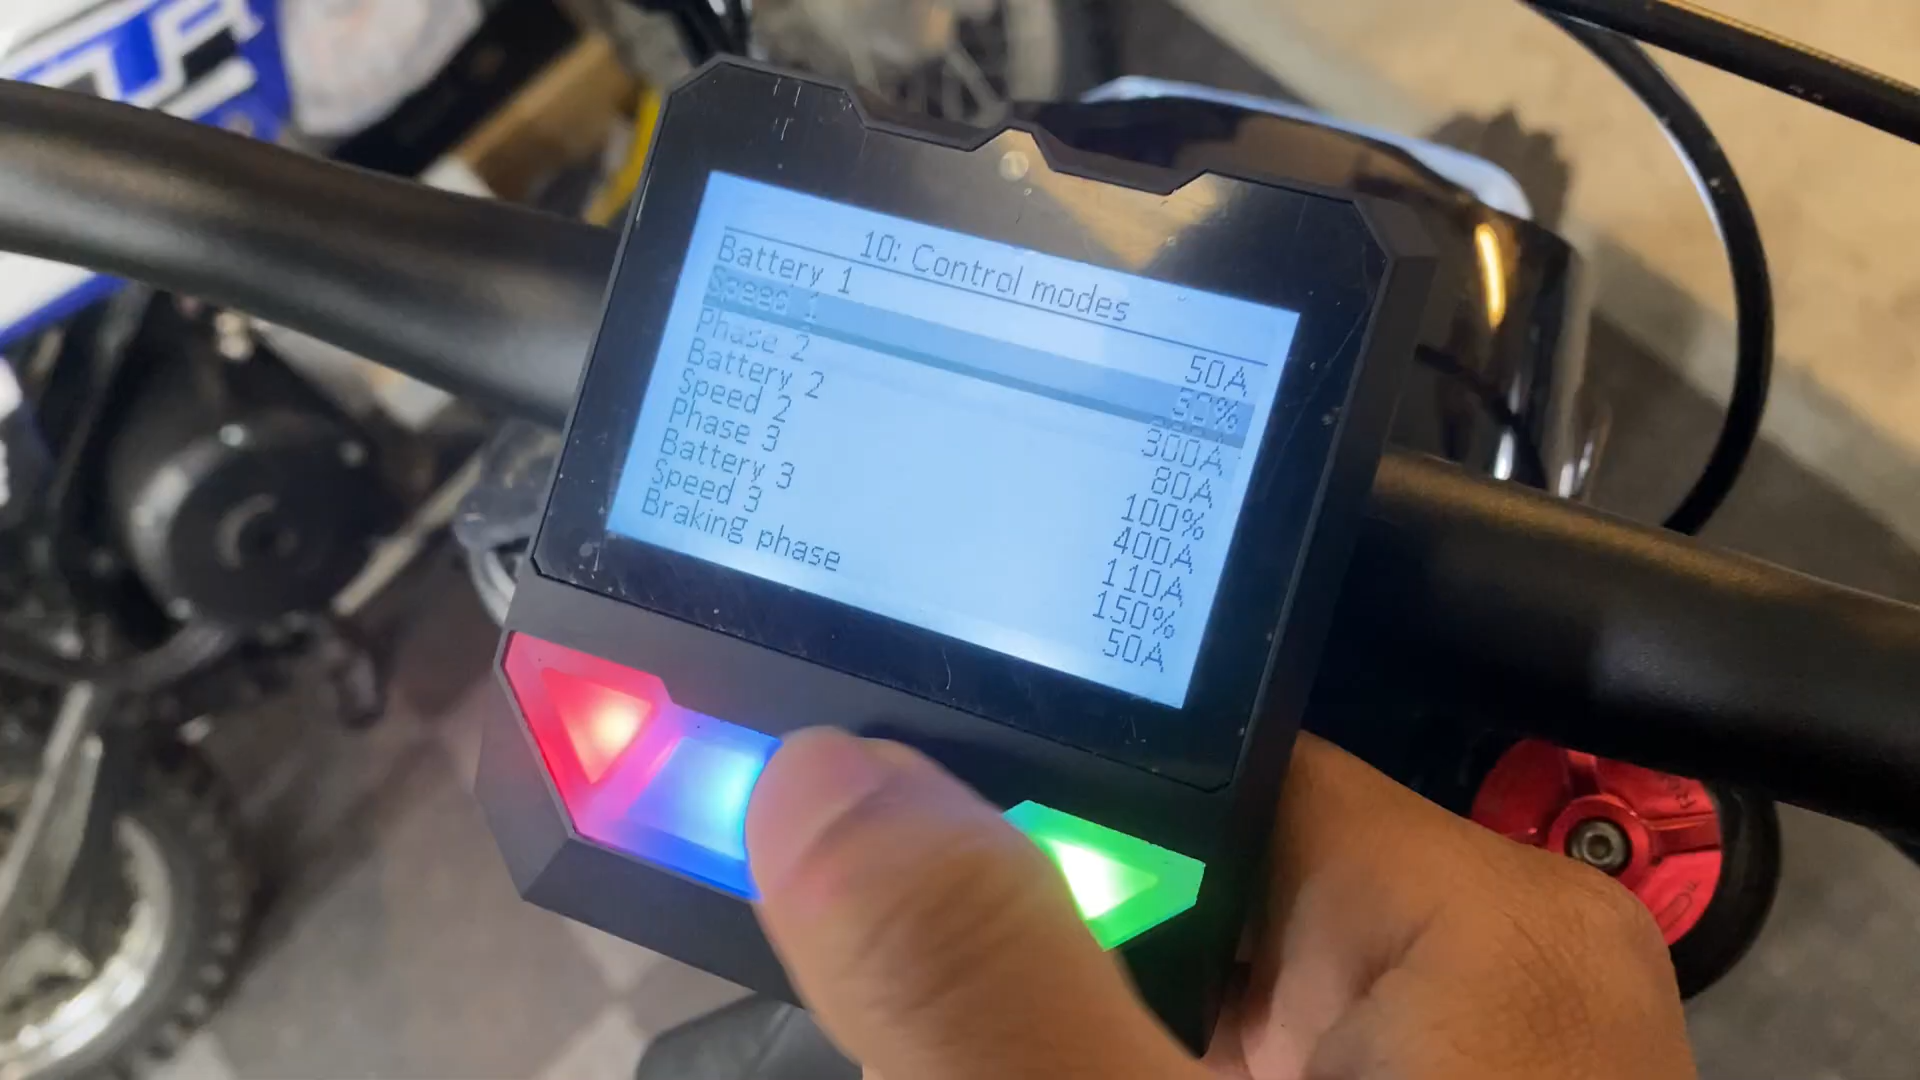 10: Control modes
Battery 1 50A
Speed 1 30%
Phase 2 300A
Battery 2 80A
Speed 2 100%
Phase 3 400A
Battery 3 110A
Speed 3 150%
Braking phase 50A